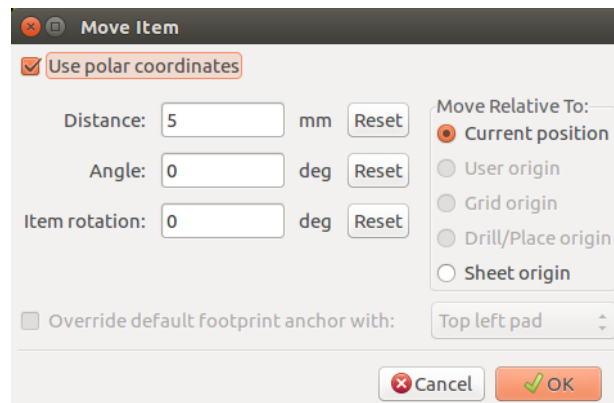 Move Item
Use polar coordinates
Distance: 5 mm Reset
Angle: 0 deg Reset
Item rotation: 0 deg Reset
Move Relative To:
Current position
User origin
Grid origin
Drill/Place origin
Sheet origin
Override default footprint anchor with: Top left pad
Cancel OK